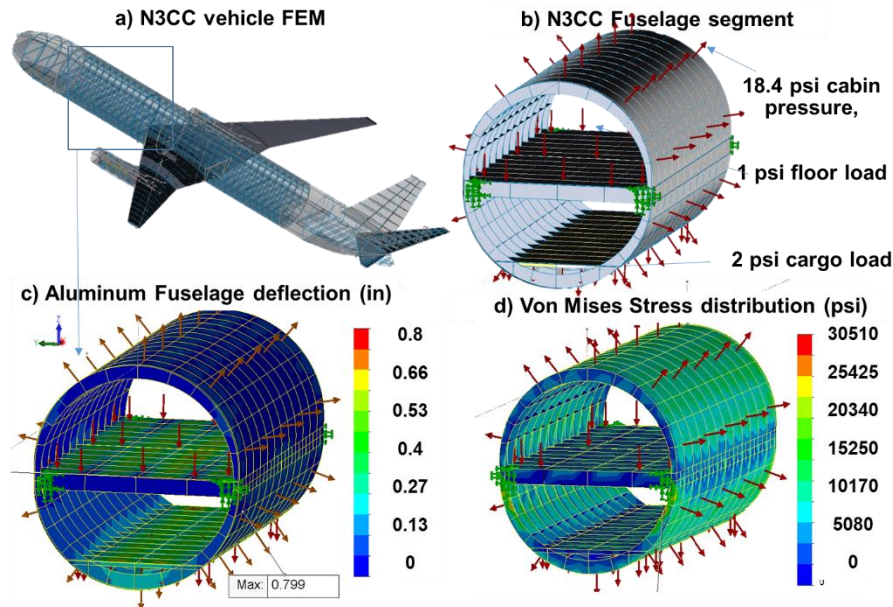 a) N3CC vehicle FEM
b) N3CC Fuselage segment
18.4 psi cabin
pressure,
1 psi floor load
2 psi cargo load
c) Aluminum Fuselage deflection (in)
Z
Y
0.8
0.66
0.53
0.4
0.27
0.13
0
Max: 0.799
d) Von Mises Stress distribution (psi)
30510
25425
20340
15250
10170
5080
0